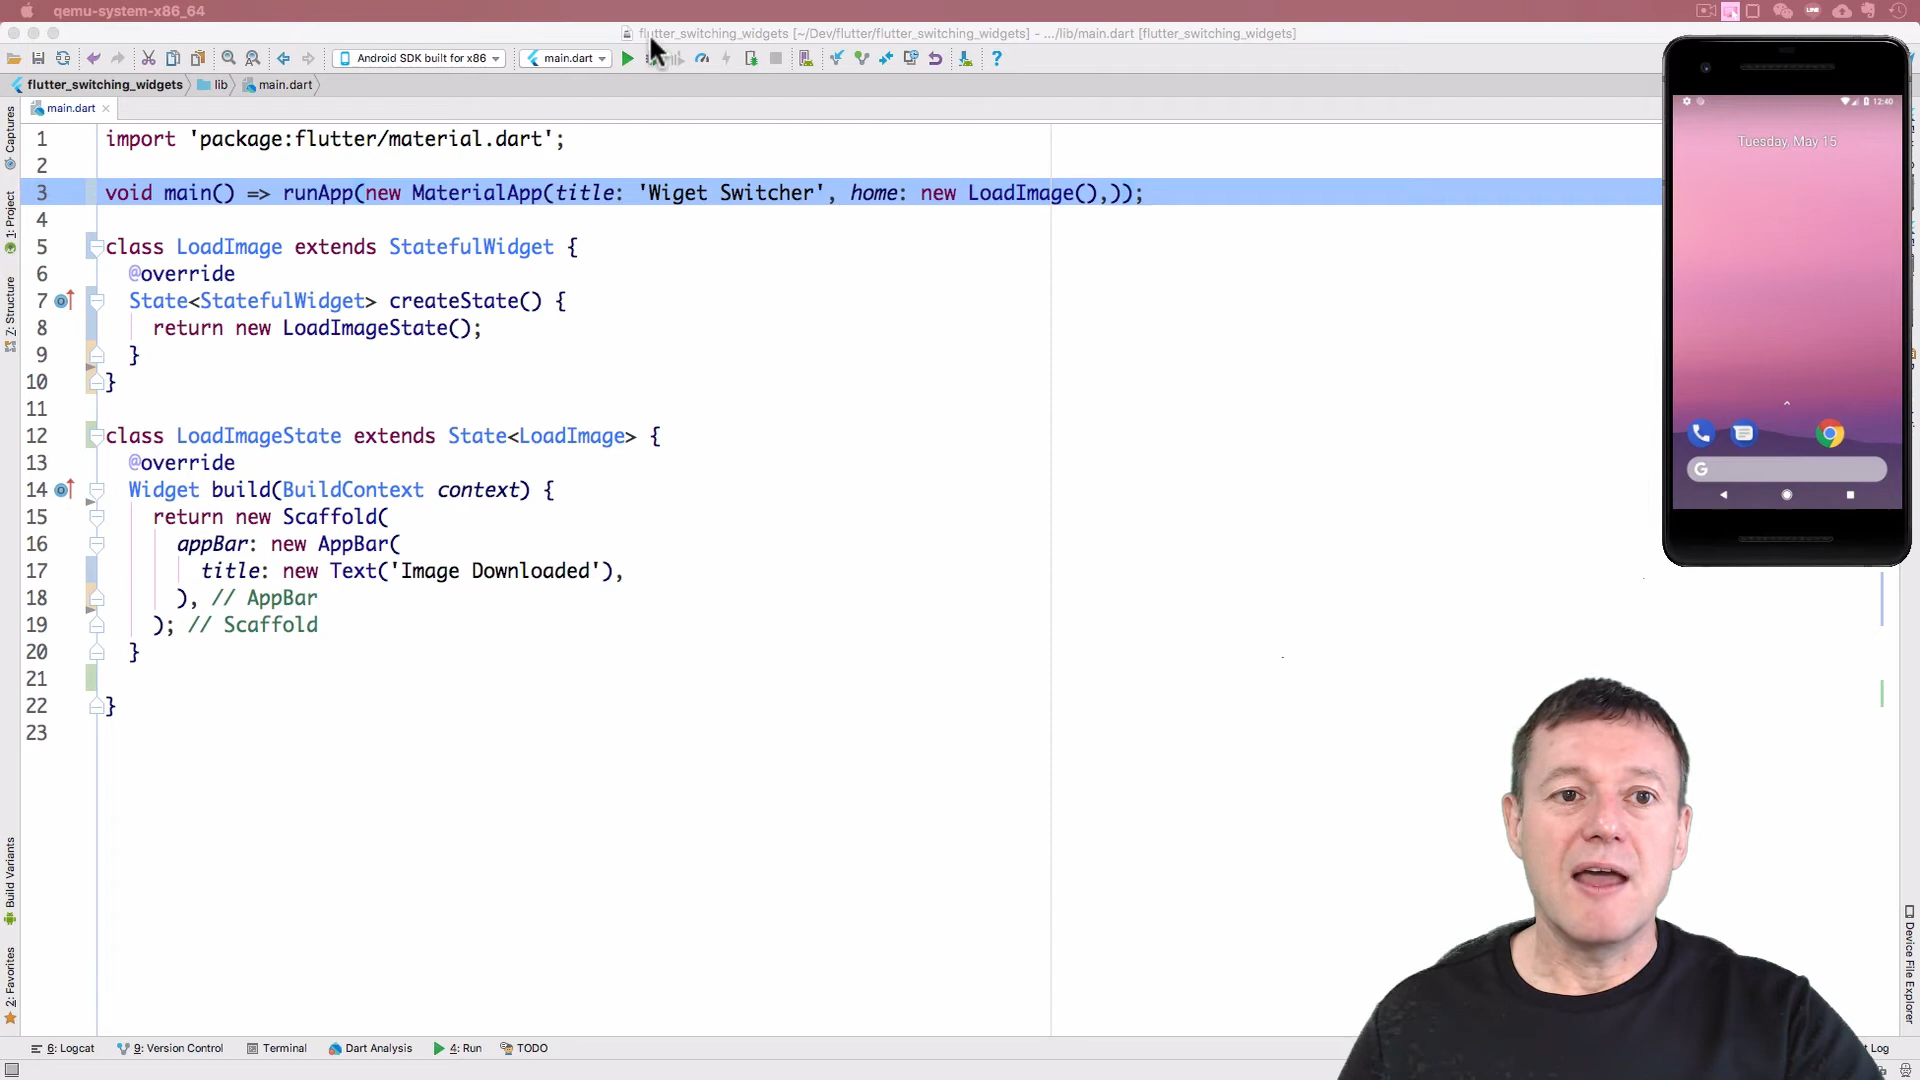 qemu-system-x86_64
flutter_switching_widgets [~/Dev/flutter/flutter_switching_widgets] - .../lib/main.dart [flutter_switching_widgets]
Android SDK built for x86
main.dart
flutter_switching_widgets
lib
main.dart
main.dart
1 import 'package:flutter/material.dart';
2
3 void main() => runApp(new MaterialApp(title: 'Wiget Switcher', home: new LoadImage(),));
4
5 class LoadImage extends StatefulWidget {
6 @override
7 State<StatefulWidget> createState() {
8 return new LoadImageState();
9 }
10 }
11
12 class LoadImageState extends State<LoadImage> {
13 @override
14 Widget build(BuildContext context) {
15 return new Scaffold(
16 appBar: new AppBar(
17 title: new Text('Image Downloaded'),
18 ), // AppBar
19 ); // Scaffold
20 }
21
22 }
23
Captures
1: Project
7: Structure
Build Variants
2: Favorites
12:40
Tuesday, May 15
G
Device File Explorer
6: Logcat
9: Version Control
Terminal
Dart Analysis
4: Run
TODO
t Log